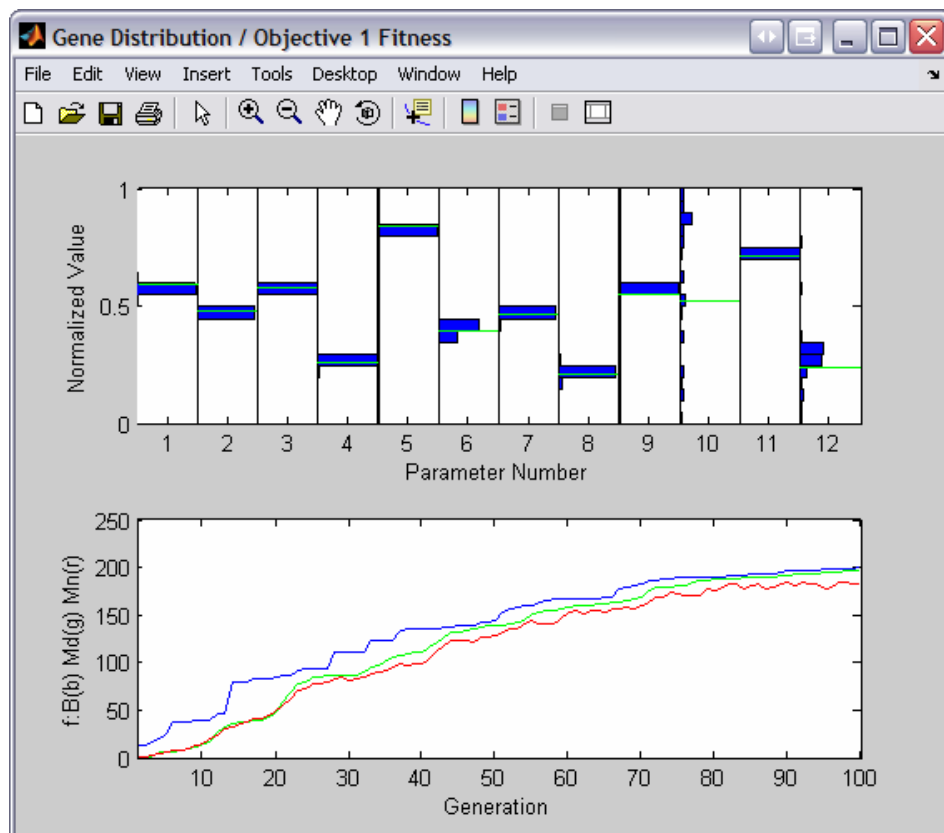 Gene Distribution / Objective 1 Fitness
File Edit View Insert Tools Desktop Window Help
1
0.5
0
Normalized Value
1 2 3 4 5 6 7 8 9 10 11 12
Parameter Number
250
200
150
100
50
0
f:B(b) Md(g) Mn(r)
10 20 30 40 50 60 70 80 90 100
Generation